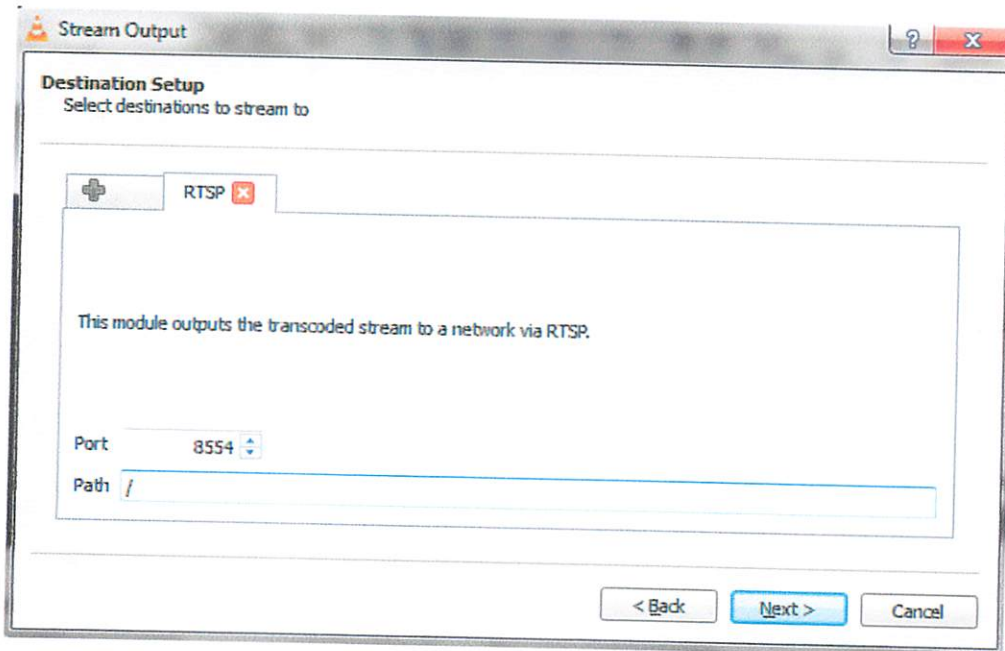 Stream Output
Destination Setup
Select destinations to stream to
RTSP
This module outputs the transcoded stream to a network via RTSP.
Port 8554
Path /
< Back Next > Cancel